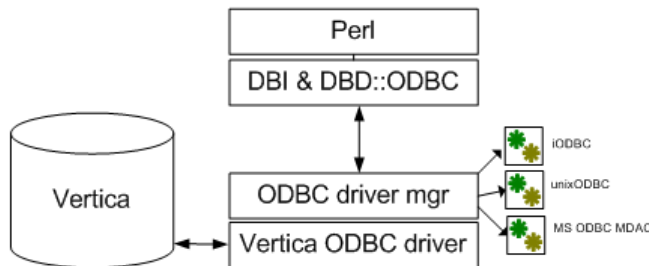 Perl
DBI & DBD::ODBC
Vertica
ODBC driver mgr
Vertica ODBC driver
iODBC
unixODBC
MS ODBC MDAC